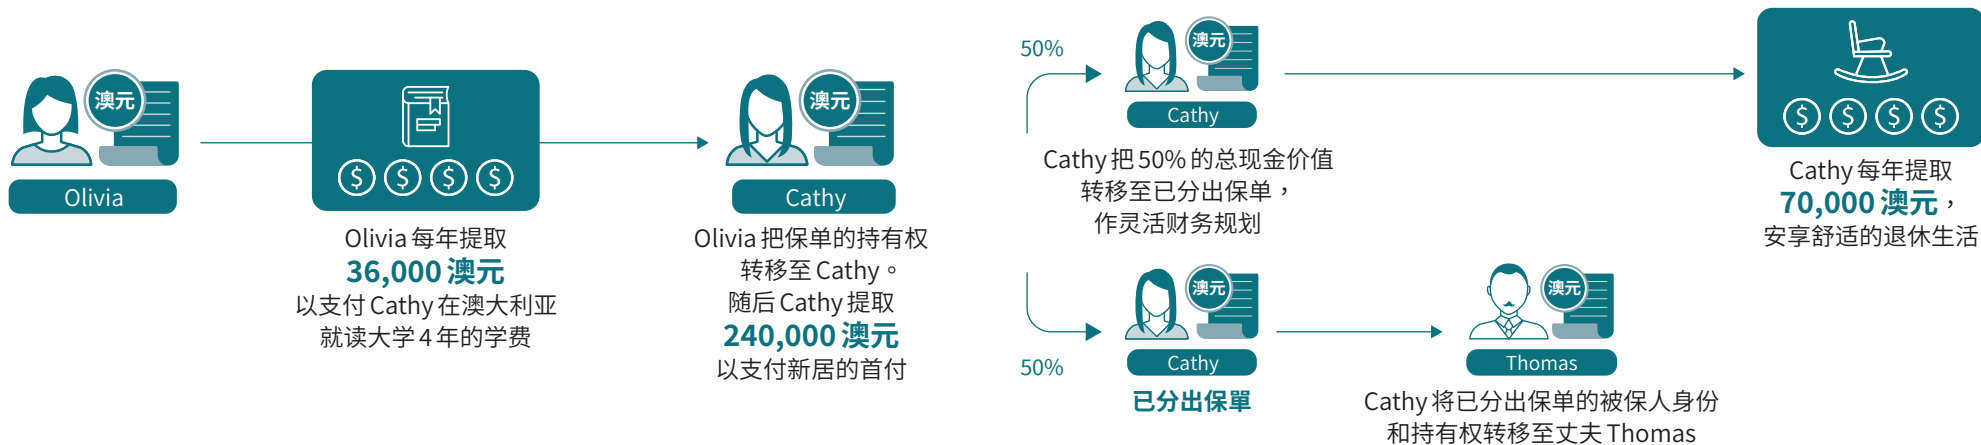 澳元
Olivia
Olivia 每年提取
36,000 澳元
以支付 Cathy 在澳大利亚
就读大学 4 年的学费
澳元
Cathy
Olivia 把保单的持有权
转移至 Cathy。
随后 Cathy 提取
240,000 澳元
以支付新居的首付
50%
澳元
Cathy
Cathy 把 50% 的总现金价值
转移至已分出保单，
作灵活财务规划
Cathy 每年提取
70,000 澳元，
安享舒适的退休生活
50%
澳元
Cathy
已分出保單
澳元
Thomas
Cathy 将已分出保单的被保人身份
和持有权转移至丈夫 Thomas